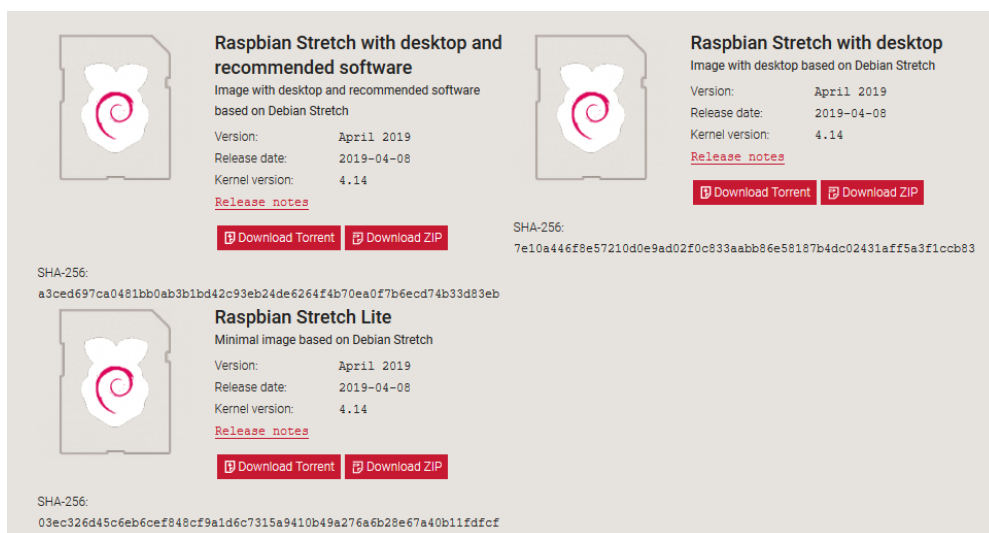 Raspbian Stretch with desktop and
recommended software
Image with desktop and recommended software
based on Debian Stretch
Version: April 2019
Release date: 2019-04-08
Kernel version: 4.14
Release notes
Download Torrent Download ZIP
SHA-256:
a3ced697ca0481bb0ab3b1bd42c93eb24de6264f4b70ea0f7b6ecd74b33d83eb
Raspbian Stretch with desktop
Image with desktop based on Debian Stretch
Version: April 2019
Release date: 2019-04-08
Kernel version: 4.14
Release notes
Download Torrent Download ZIP
SHA-256:
7e10a446f8e57210d0e9ad02f0c833aabb86e58187b4dc02431aff5a3f1ccb83
Raspbian Stretch Lite
Minimal image based on Debian Stretch
Version: April 2019
Release date: 2019-04-08
Kernel version: 4.14
Release notes
Download Torrent Download ZIP
SHA-256:
03ec326d45c6eb6cef848cf9a1d6c7315a9410b49a276a6b28e67a40b11fdfcf